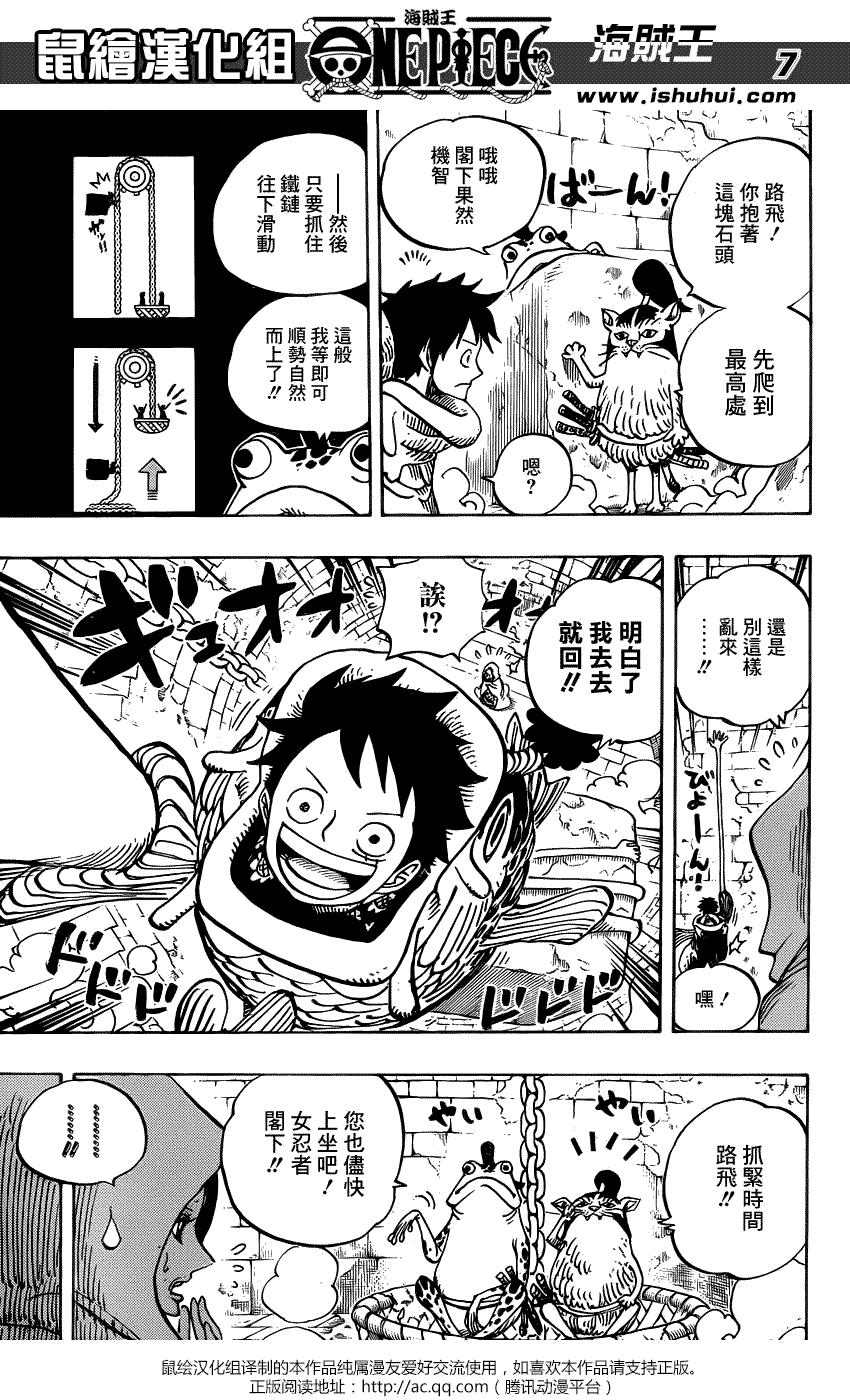 鼠繪漢化組
海賊王
ONE PIECE
海賊王
7
www.ishuhui.com
路飛！
你抱著
這塊石頭
先爬到
最高處
ばーん！
哦哦
閣下果然
機智
嗯？
──然後
只要抓住
鐵鏈
往下滑動
這般
我等即可
順勢自然
而上了!!
還是
別這樣
亂來
……!!
びょーん！
嘿！
明白了
我去去
就回!!
誒!?
ギュオオオオ
ドドド
ドドドド
抓緊時間
路飛!!
やい
やい
您也儘快
上坐吧！
女忍者
閣下!!
鼠绘汉化组译制的本作品纯属漫友爱好交流使用，如喜欢本作品请支持正版。
正版阅读地址：http://ac.qq.com（腾讯动漫平台）